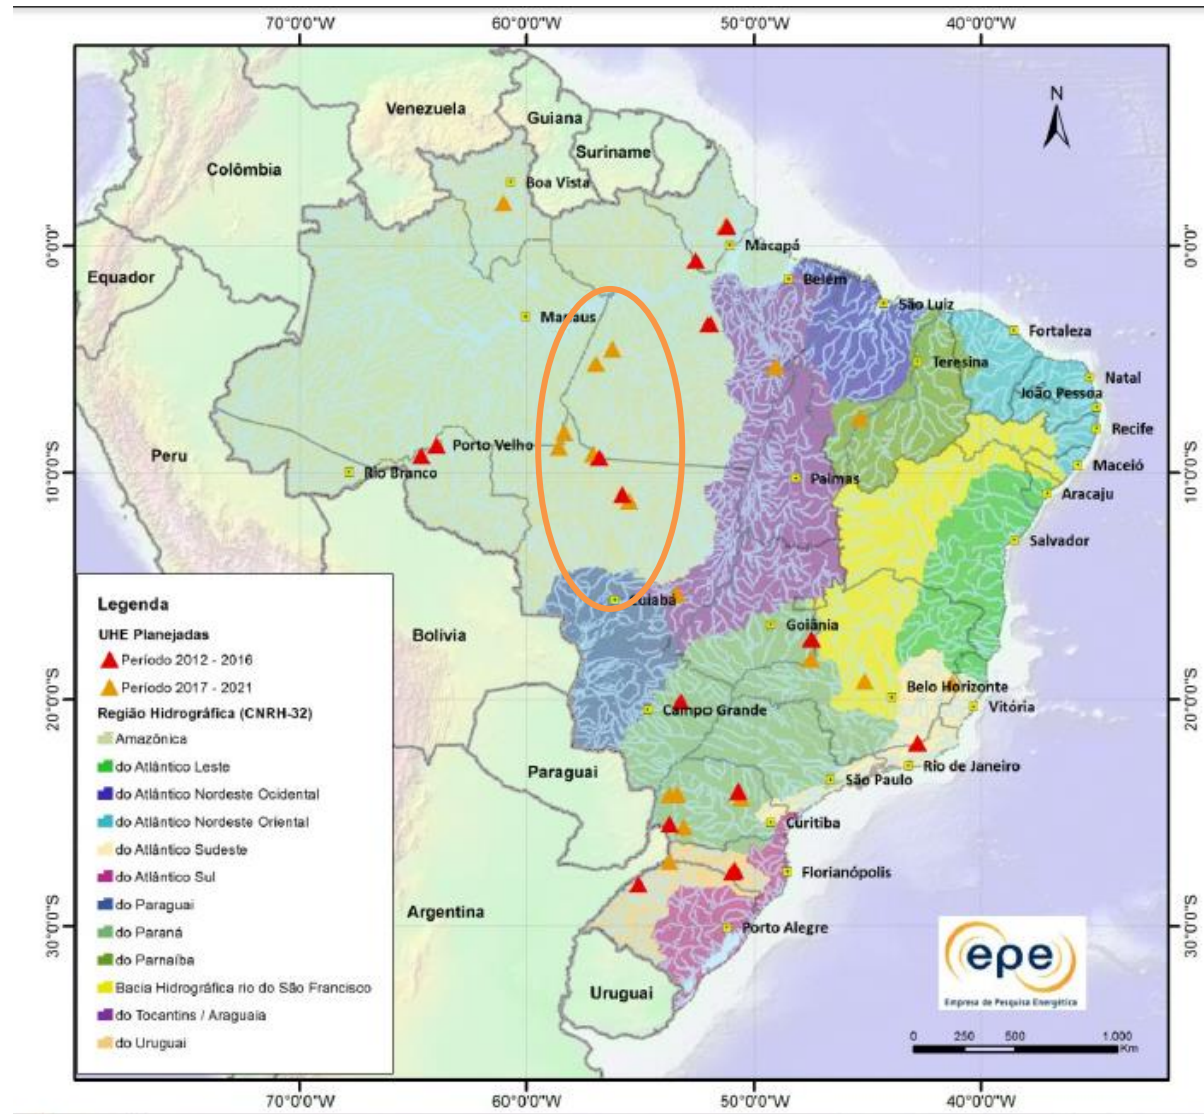 70°0'0"W 60°0'0"W 50°0'0"W 40°0'0"W
N
Venezuela
Guiana
Suriname
Colômbia
Boa Vista
0°0'0"
Macapá
0°0'0"
Equador
Belém
São Luiz
Manaus
Fortaleza
Teresina
Natal
João Pessoa
Recife
Porto Velho
Peru
Rio Branco
Maceió
10°0'0"S
Palmas
10°0'0"S
Aracaju
Salvador
Cuiabá
Goiânia
Bolivia
Belo Horizonte
20°0'0"S
Campo Grande
Vitória
20°0'0"S
Rio de Janeiro
Paraguai
São Paulo
Curitiba
Florianópolis
Argentina
30°0'0"S
Porto Alegre
30°0'0"S
Uruguai
Legenda
UHE Planejadas
Período 2012 - 2016
Período 2017 - 2021
Região Hidrográfica (CNRH-32)
Amazônica
do Atlântico Leste
do Atlântico Nordeste Ocidental
do Atlântico Nordeste Oriental
do Atlântico Sudeste
do Atlântico Sul
do Paraguai
do Paraná
do Parnaíba
Bacia Hidrográfica rio do São Francisco
do Tocantins / Araguaia
do Uruguai
epe
Empresa de Pesquisa Energética
0 250 500 1.000
Km
70°0'0"W 60°0'0"W 50°0'0"W 40°0'0"W